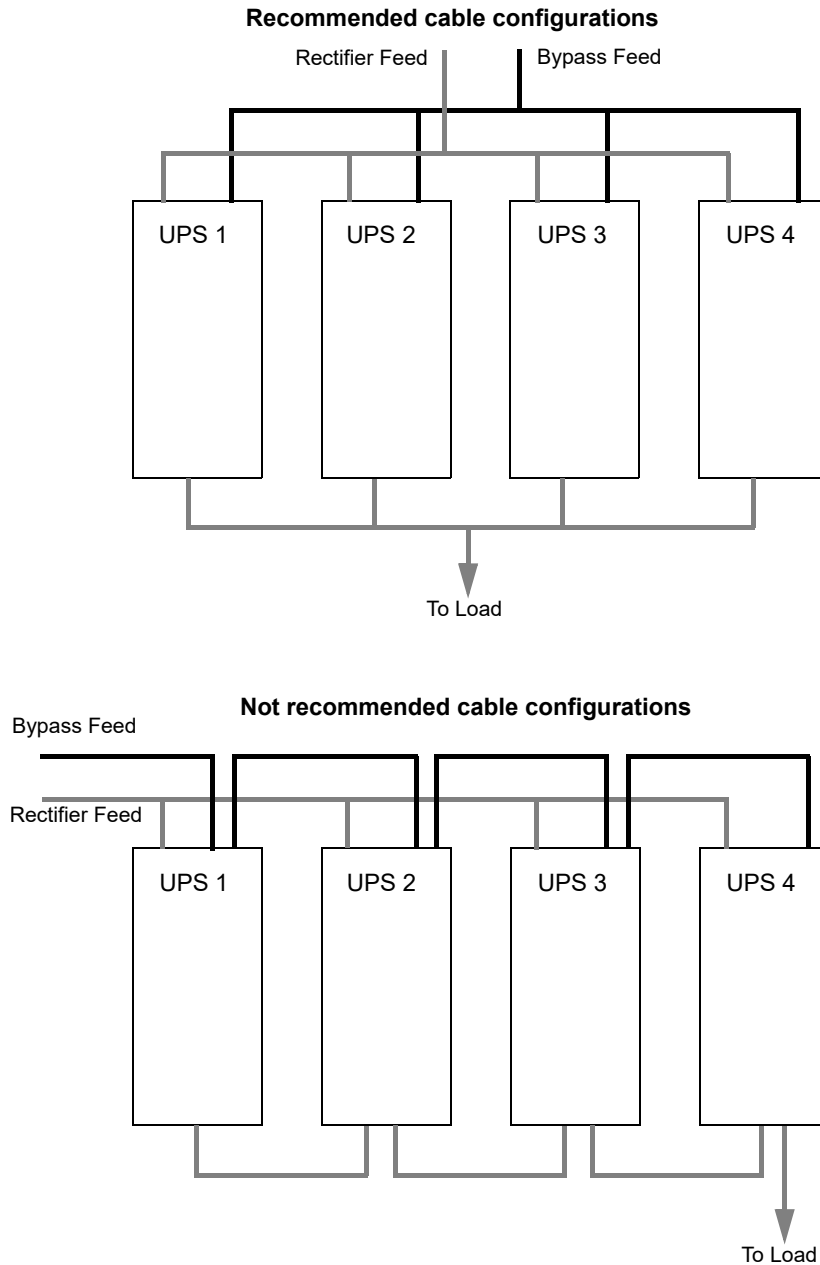 Recommended cable configurations
Rectifier Feed
Bypass Feed
UPS 1
UPS 2
UPS 3
UPS 4
To Load
Not recommended cable configurations
Bypass Feed
Rectifier Feed
UPS 1
UPS 2
UPS 3
UPS 4
To Load